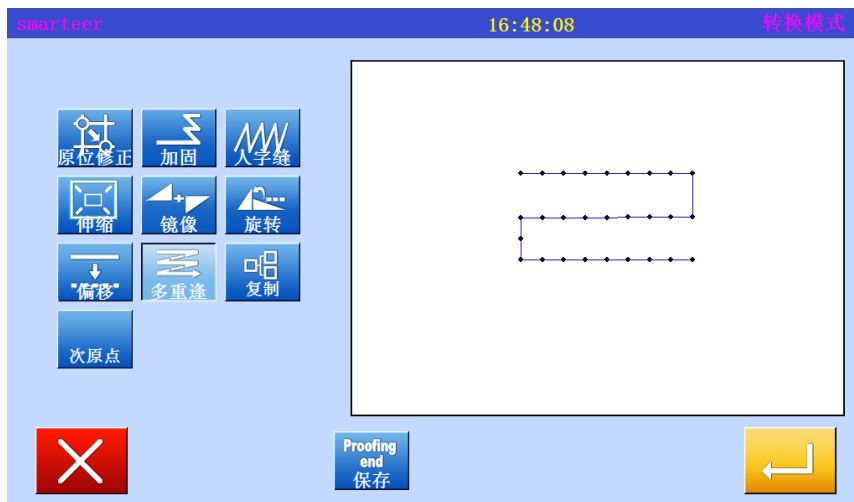 smarteer
16:48:08
转换模式
原位修正
加固
人字缝
伸缩
镜像
旋转
偏移
多重逢
复制
次原点
Proofing
end
保存